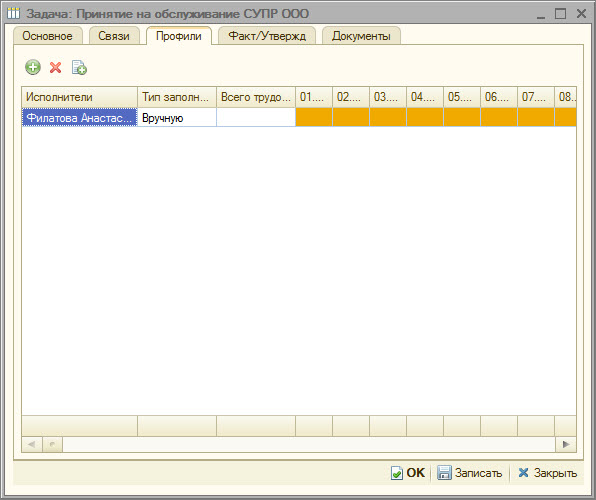 Задача: Принятие на обслуживание СУПР ООО
Основное Связи Профили Факт/Утвержд Документы
Исполнители Тип заполн... Всего трудо... 01.... 02.... 03.... 04.... 05.... 06.... 07.... 08...
Филатова Анастас... Вручную
OK Записать Закрыть